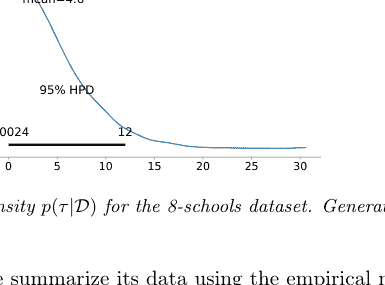 mean=4.0
95% HPD
0024 12
0 5 10 15 20 25 30
nsity p(τ|𝒟) for the 8-schools dataset. Genera
e summarize its data using the empirical